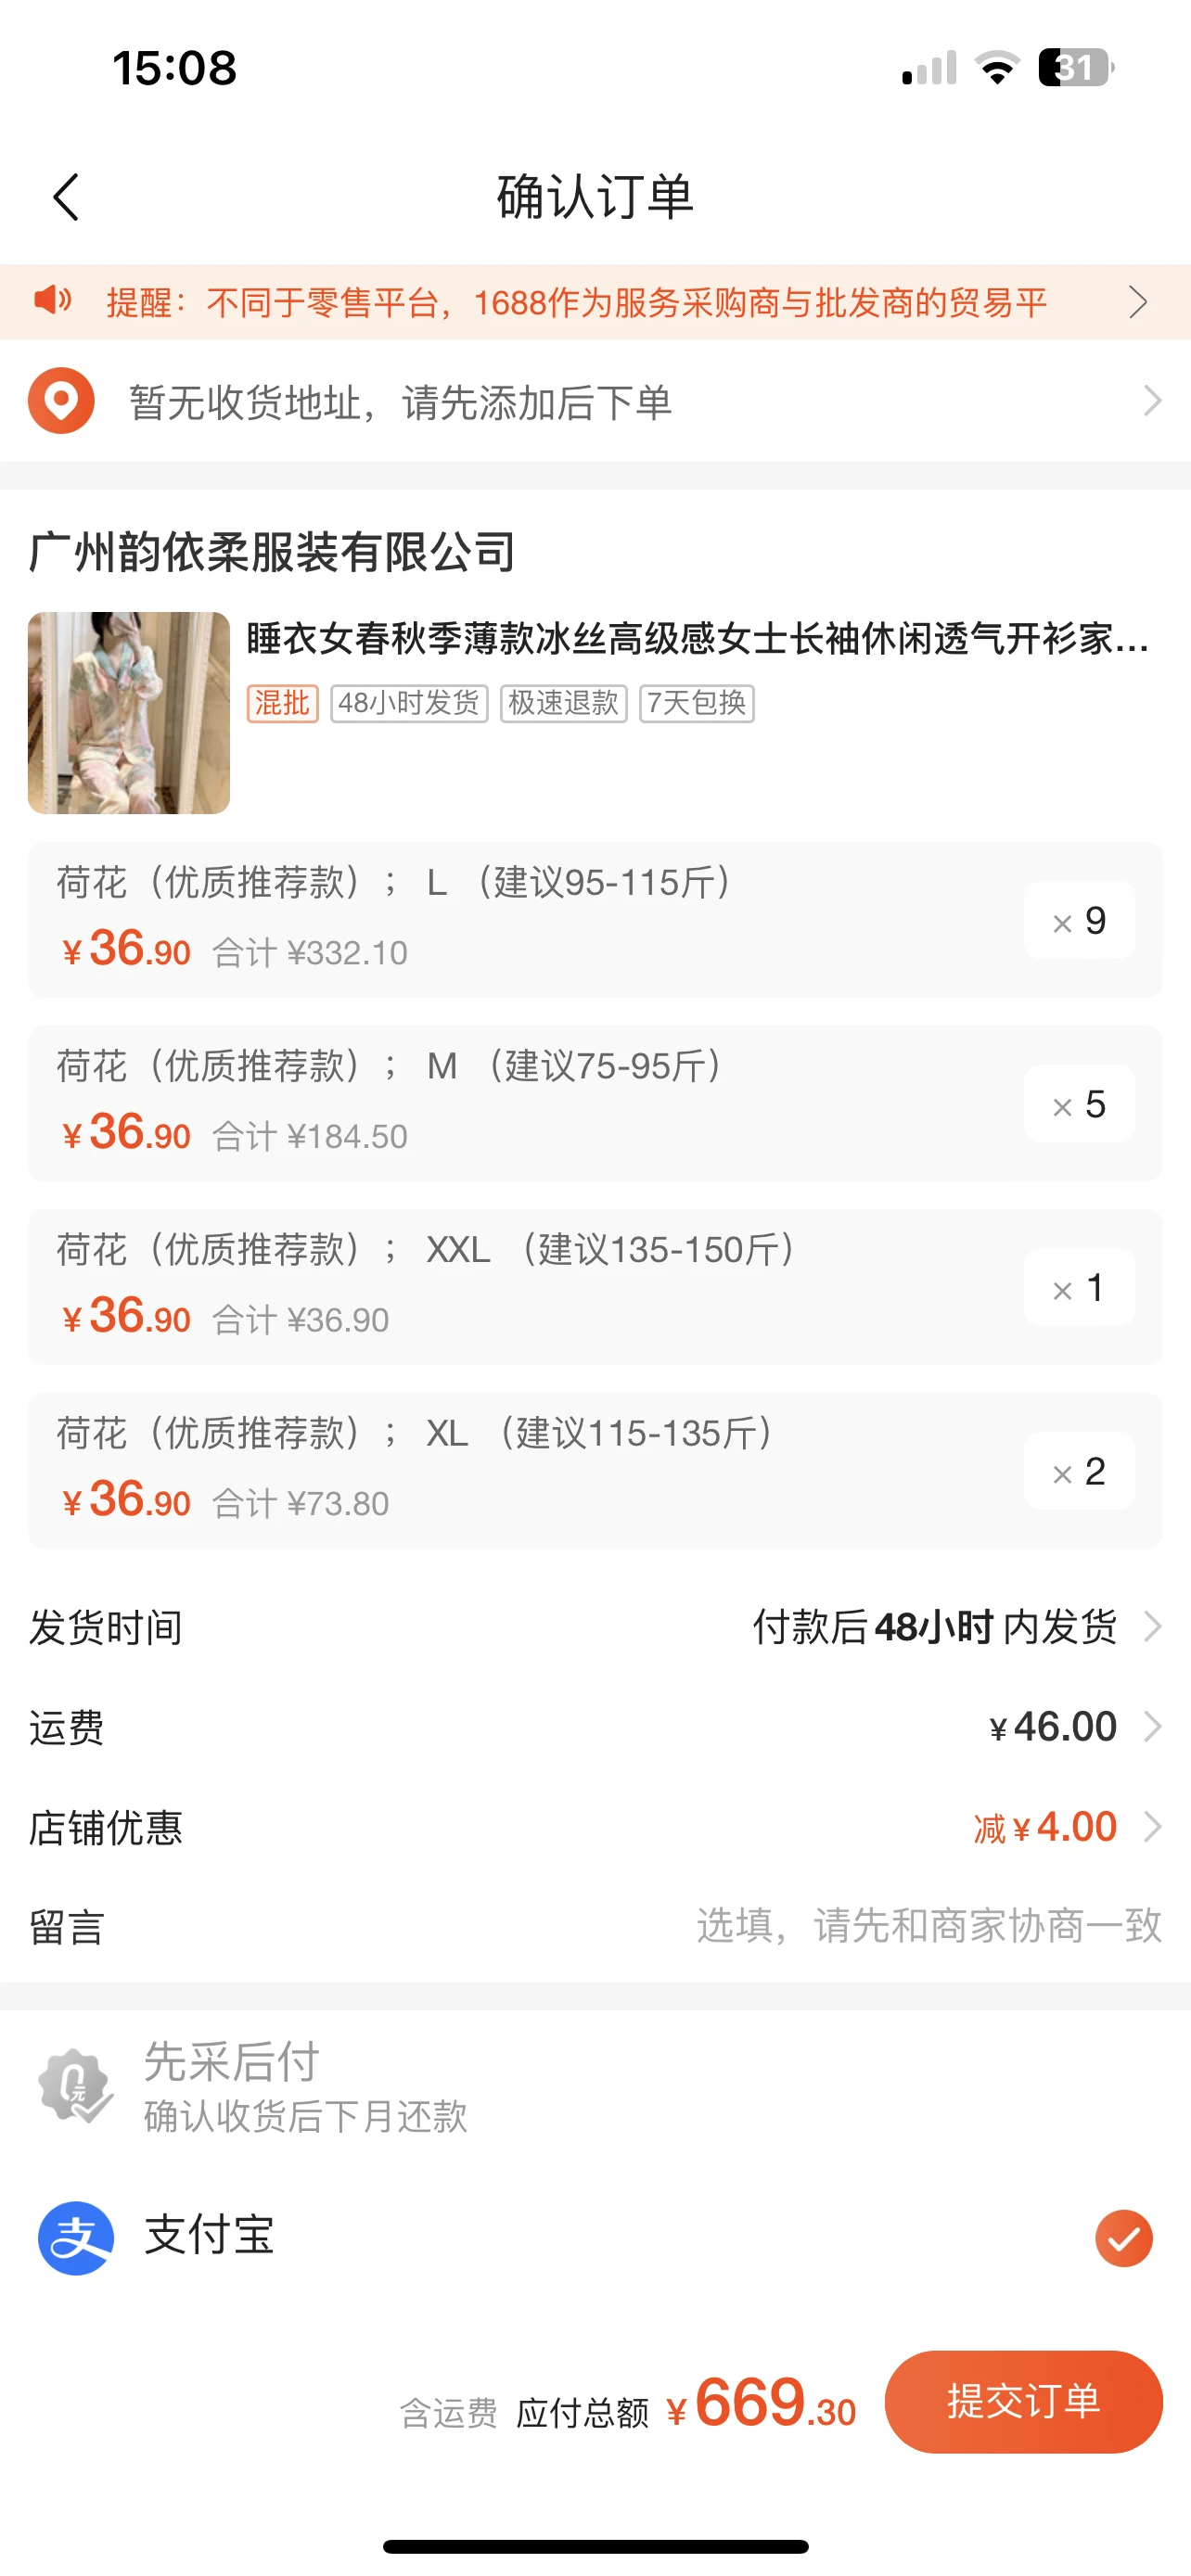 15:08
31
确认订单
提醒：不同于零售平台，1688作为服务采购商与批发商的贸易平
暂无收货地址，请先添加后下单
广州韵依柔服装有限公司
睡衣女春秋季薄款冰丝高级感女士长袖休闲透气开衫家...
混批 48小时发货 极速退款 7天包换
荷花（优质推荐款）； L （建议95-115斤）
¥36.90 合计 ¥332.10
× 9
荷花（优质推荐款）； M （建议75-95斤）
¥36.90 合计 ¥184.50
× 5
荷花（优质推荐款）； XXL （建议135-150斤）
¥36.90 合计 ¥36.90
× 1
荷花（优质推荐款）； XL （建议115-135斤）
¥36.90 合计 ¥73.80
× 2
发货时间 付款后48小时内发货
运费 ¥46.00
店铺优惠 减¥4.00
留言 选填，请先和商家协商一致
0元
先采后付
确认收货后下月还款
支 支付宝
含运费 应付总额 ¥669.30 提交订单